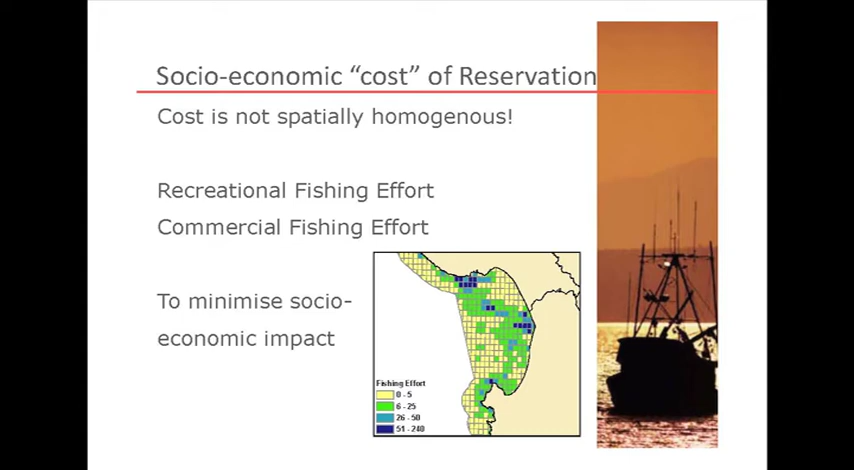 Socio-economic “cost” of Reservation
Cost is not spatially homogenous!
Recreational Fishing Effort
Commercial Fishing Effort
To minimise socio-
economic impact
Fishing Effort
0 - 5
6 - 25
26 - 50
51 - 240